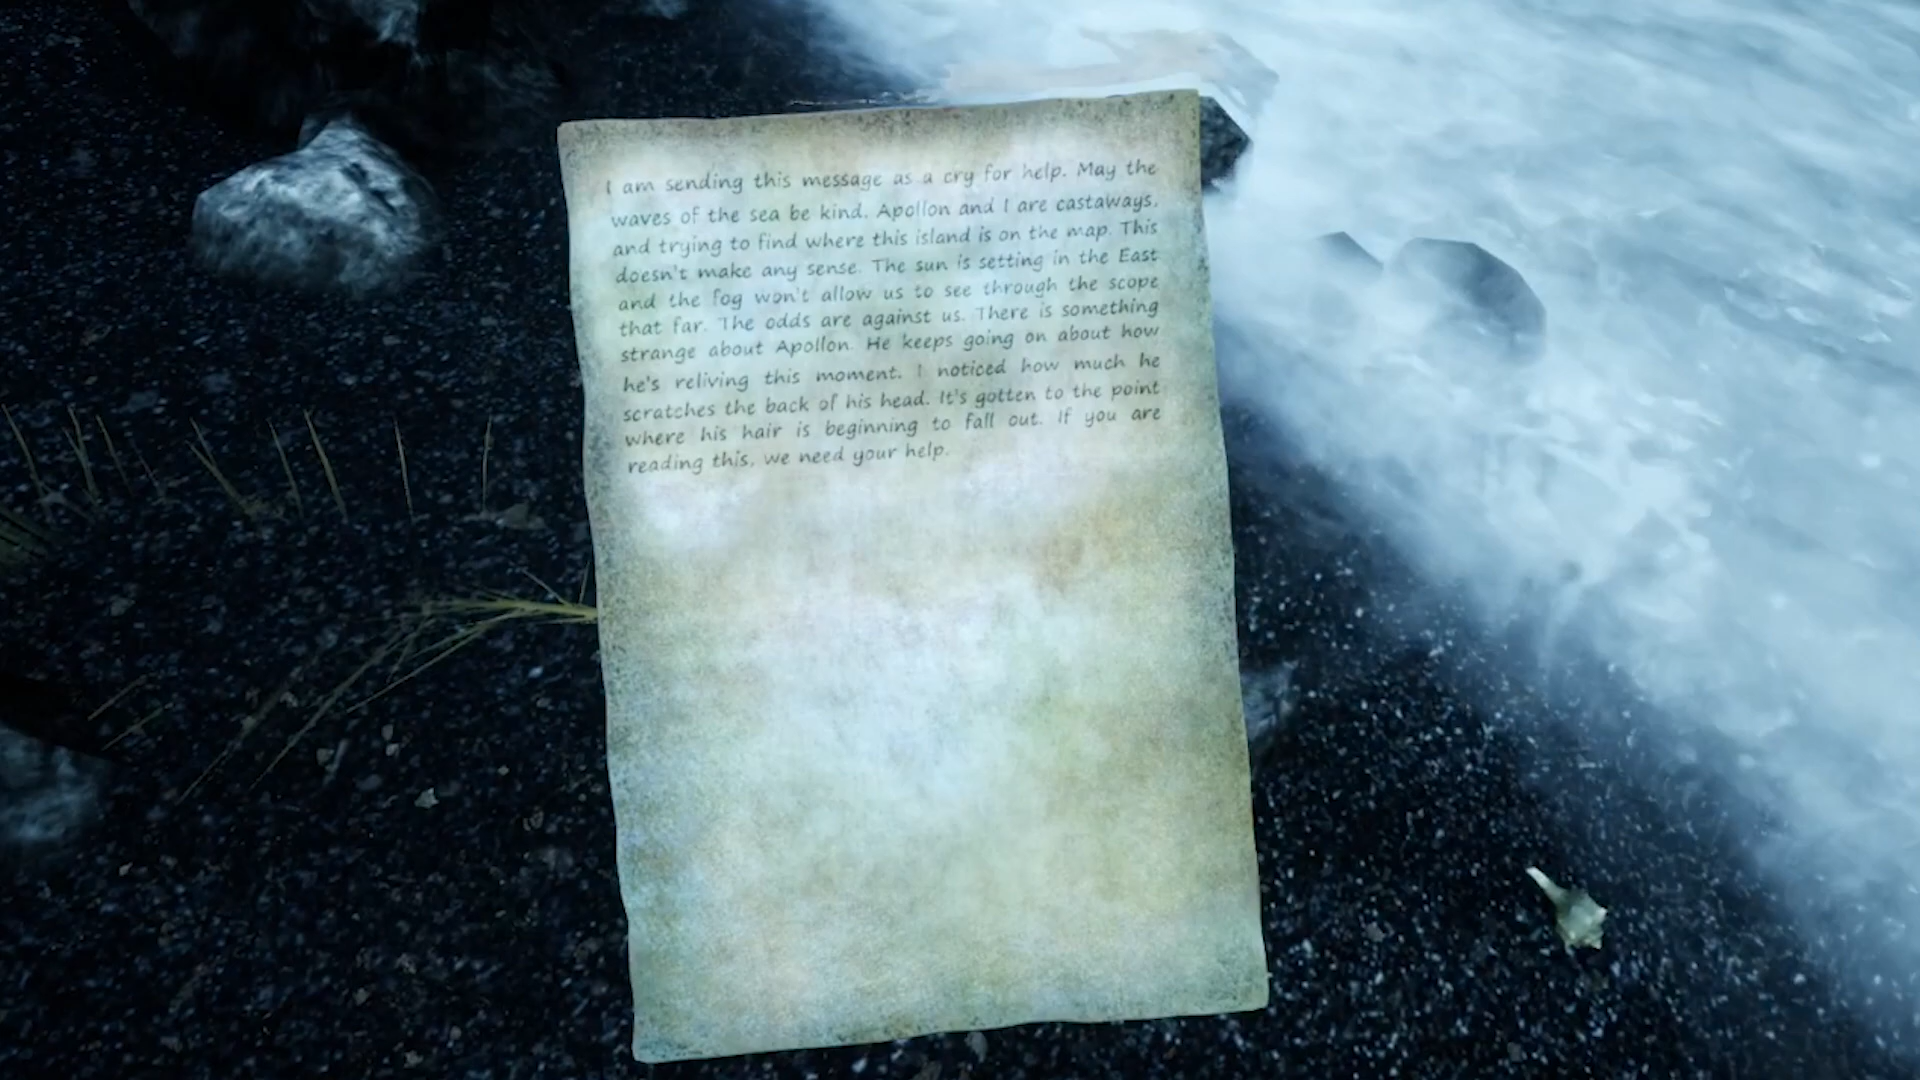 I am sending this message as a cry for help. May the
waves of the sea be kind. Apollon and I are castaways,
and trying to find where this island is on the map. This
doesn't make any sense. The sun is setting in the East
and the fog won't allow us to see through the scope
that far. The odds are against us. There is something
strange about Apollon. He keeps going on about how
he's reliving this moment. I noticed how much he
scratches the back of his head. It's gotten to the point
where his hair is beginning to fall out. If you are
reading this, we need your help.